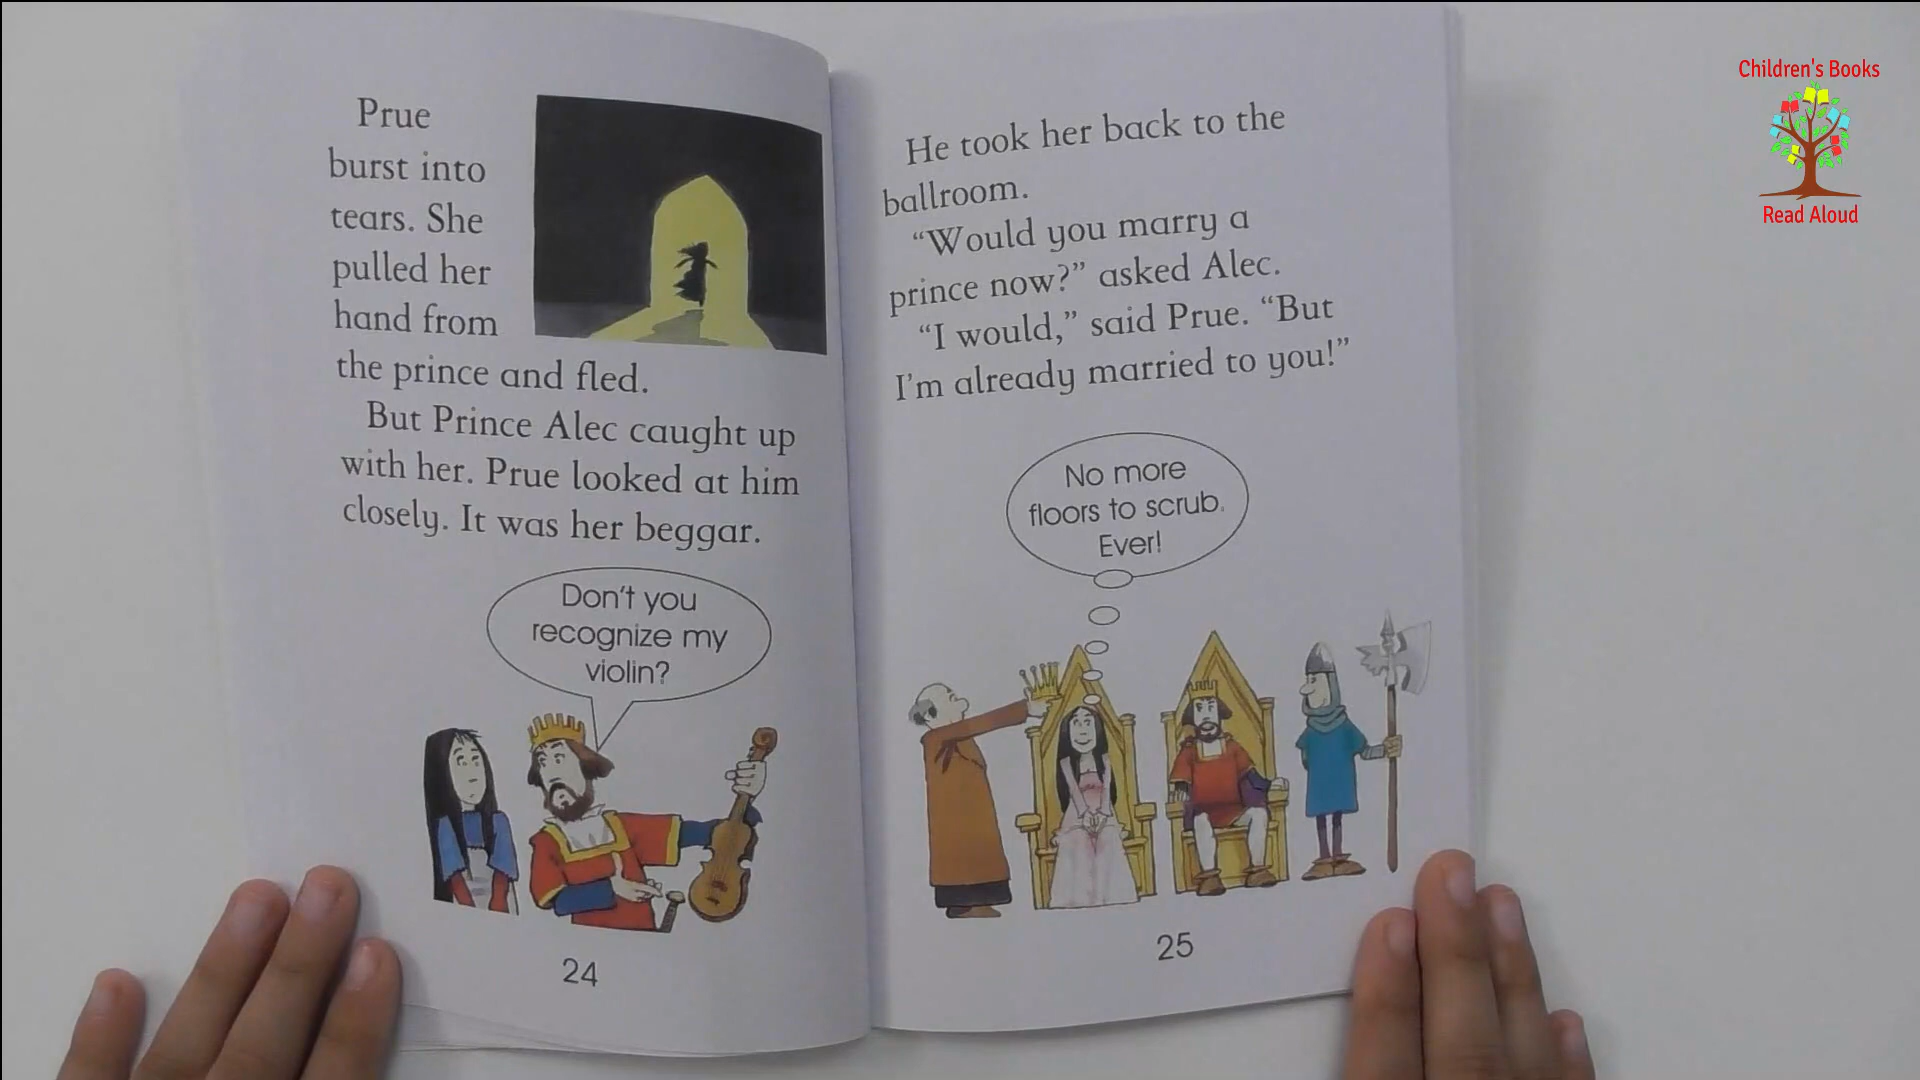 Prue
burst into
tears. She
pulled her
hand from
the prince and fled.
But Prince Alec caught up
with her. Prue looked at him
closely. It was her beggar.
Don't you
recognize my
violin?
24
He took her back to the
ballroom.
“Would you marry a
prince now?” asked Alec.
“I would,” said Prue. “But
I'm already married to you!”
No more
floors to scrub.
Ever!
25
Children's Books
Read Aloud